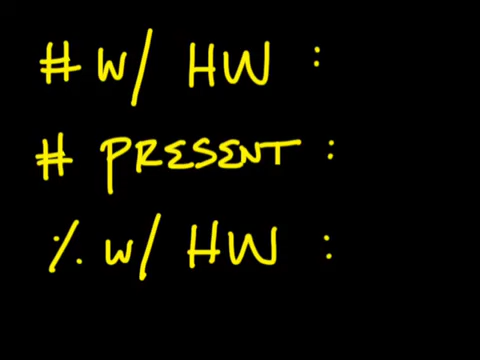 # w/ HW :
# PRESENT :
% w/ HW :